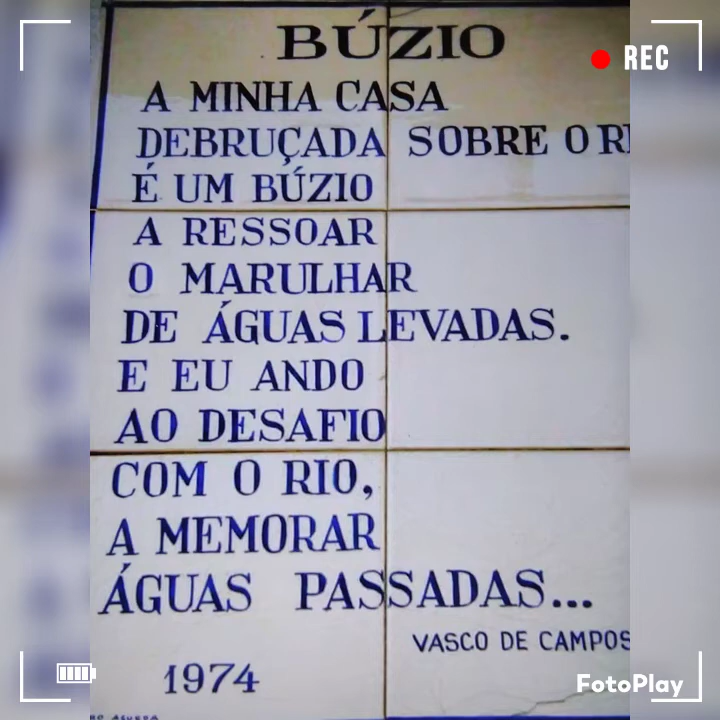 BÚZIO
REC
A MINHA CASA
DEBRUÇADA SOBRE O
É UM BÚZIO
A RESSOAR
O MARULHAR
DE ÁGUAS LEVADAS.
E EU ANDO
AO DESAFIO
COM O RIO,
A MEMORAR
ÁGUAS PASSADAS...
VASCO DE CAMPOS
1974
FotoPlay